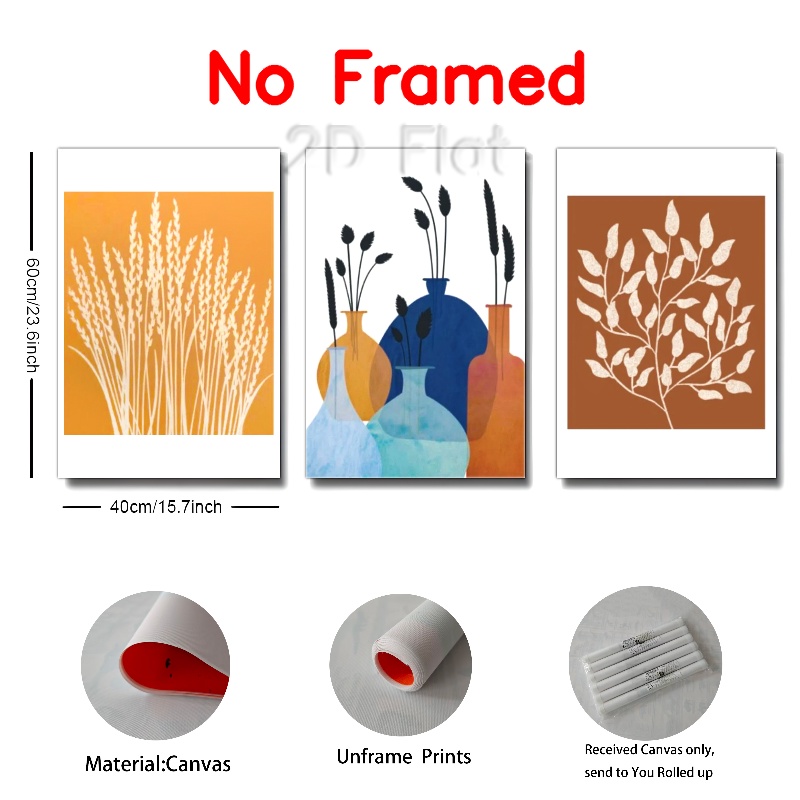 No Framed
2D Flat
60cm/23.6inch
40cm/15.7inch
Material:Canvas
Unframe Prints
Received Canvas only,
send to You Rolled up